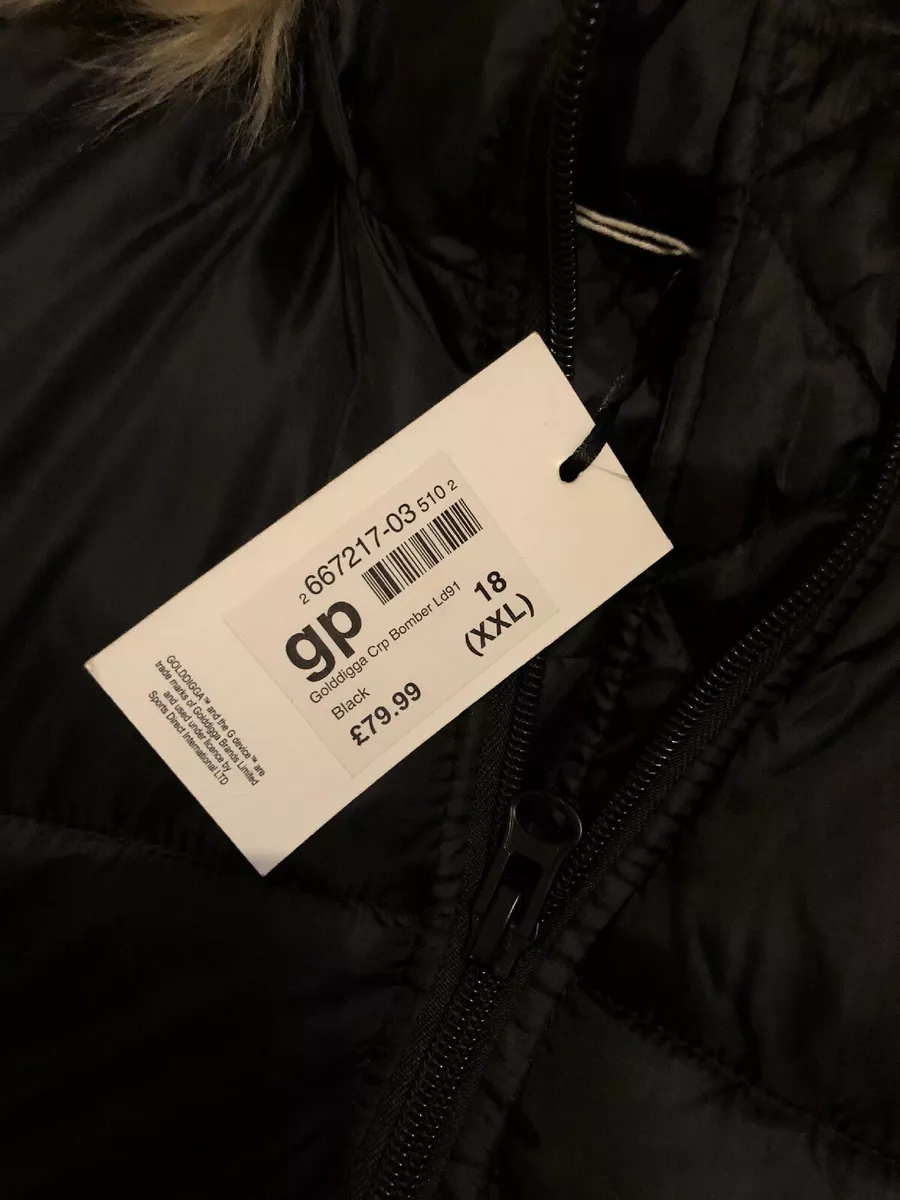 2 667217-03 510 2
gp
Golddigga Crp Bomber Ld91
Black
18
(XXL)
£79.99
GOLDDIGGA™ and the G device™ are
trade marks of Golddigga Brands Limited
and used under licence by
Sports Direct International LTD